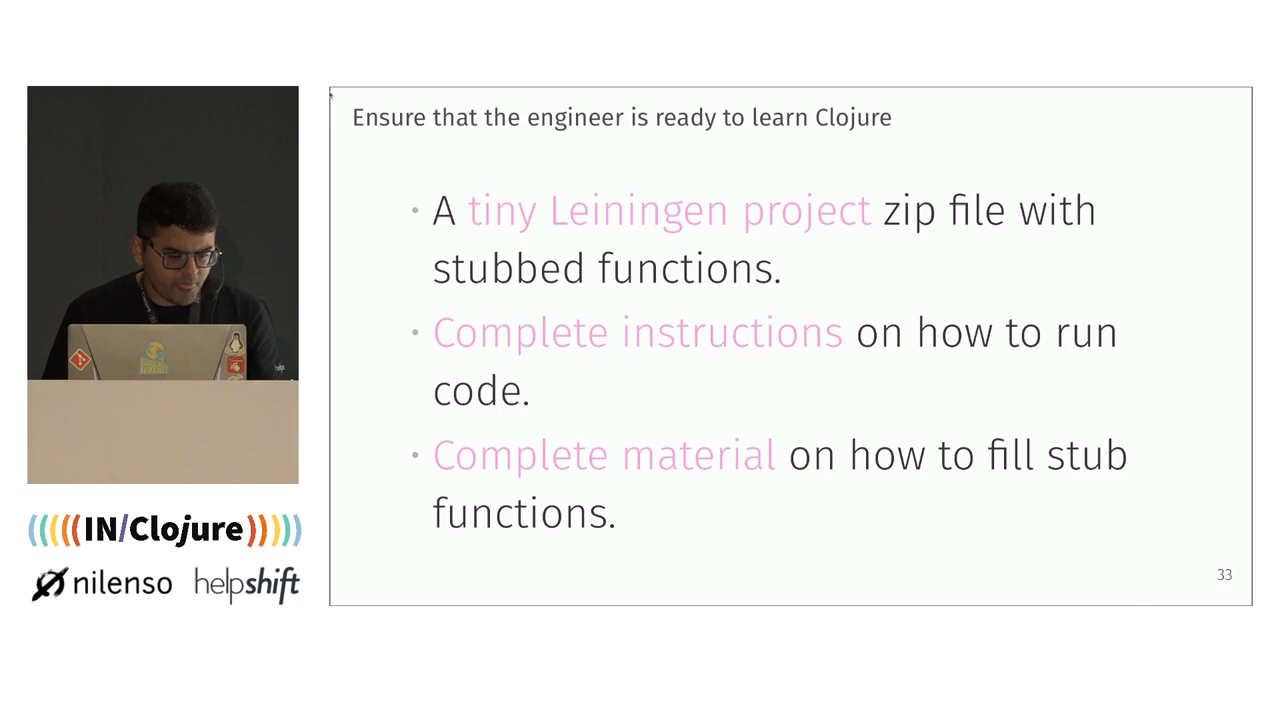 Ensure that the engineer is ready to learn Clojure
• A tiny Leiningen project zip file with
stubbed functions.
• Complete instructions on how to run
code.
• Complete material on how to fill stub
functions.
33
(((((IN/Clojure)))))
nilenso helpshift